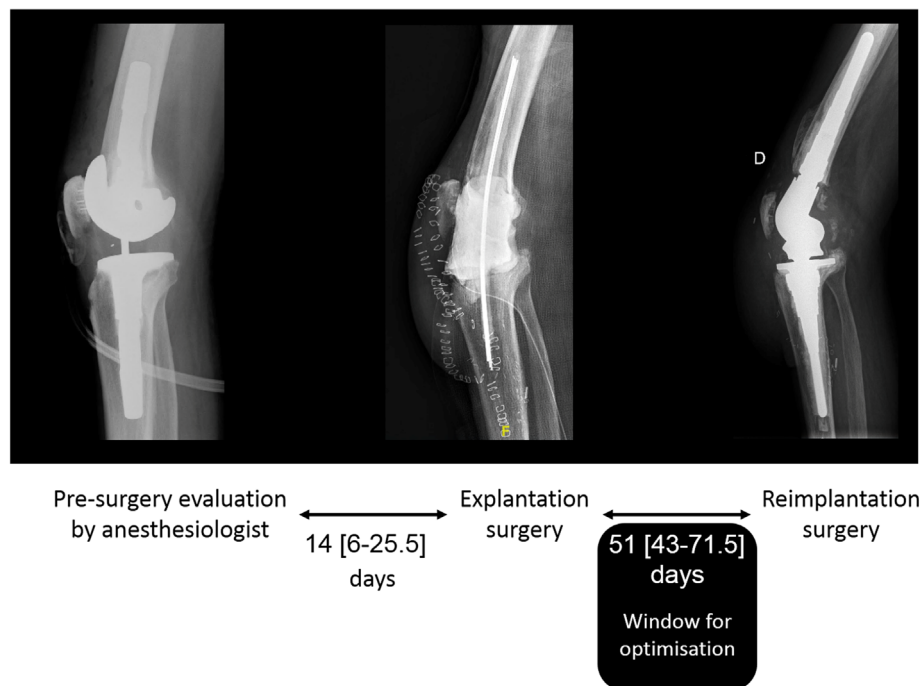 D
F
Pre-surgery evaluation
by anesthesiologist
14 [6-25.5]
days
Explantation
surgery
51 [43-71.5]
days
Window for
optimisation
Reimplantation
surgery